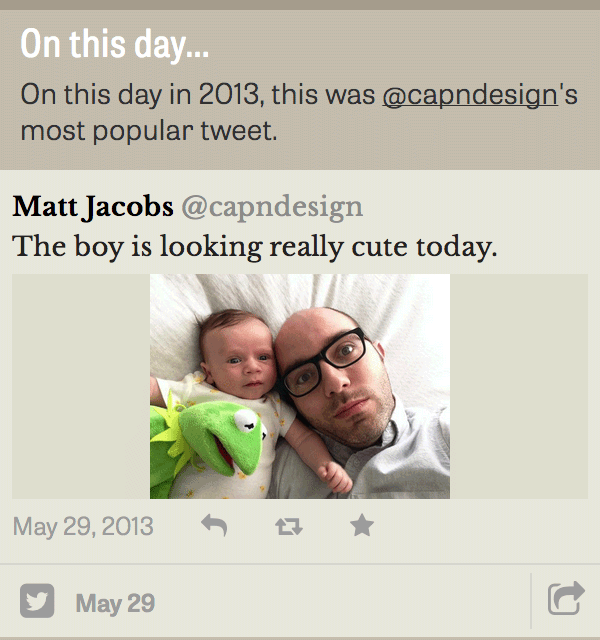 On this day...
On this day in 2013, this was @capndesign's
most popular tweet.
Matt Jacobs @capndesign
The boy is looking really cute today.
May 29, 2013
May 29